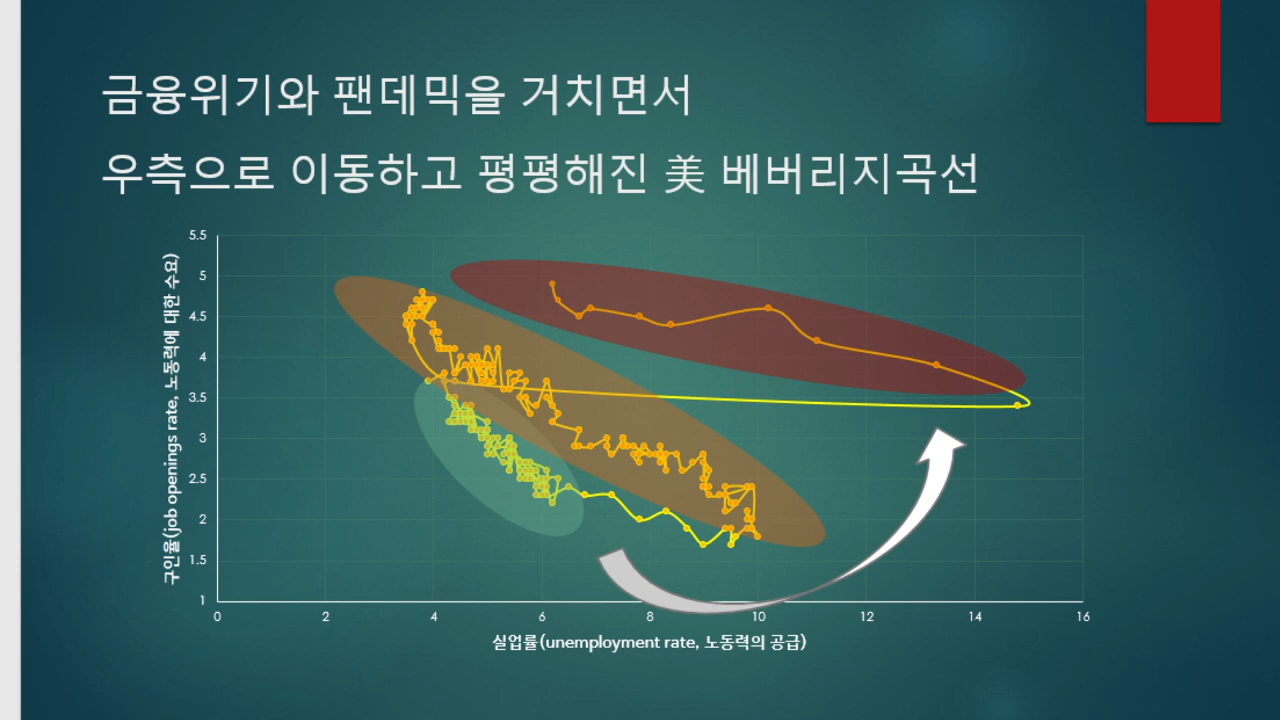 금융위기와 팬데믹을 거치면서
우측으로 이동하고 평평해진 美 베버리지곡선
구인율(job openings rate, 노동력에 대한 수요)
5.5
5
4.5
4
3.5
3
2.5
2
1.5
1
0 2 4 6 8 10 12 14 16
실업률(unemployment rate, 노동력의 공급)